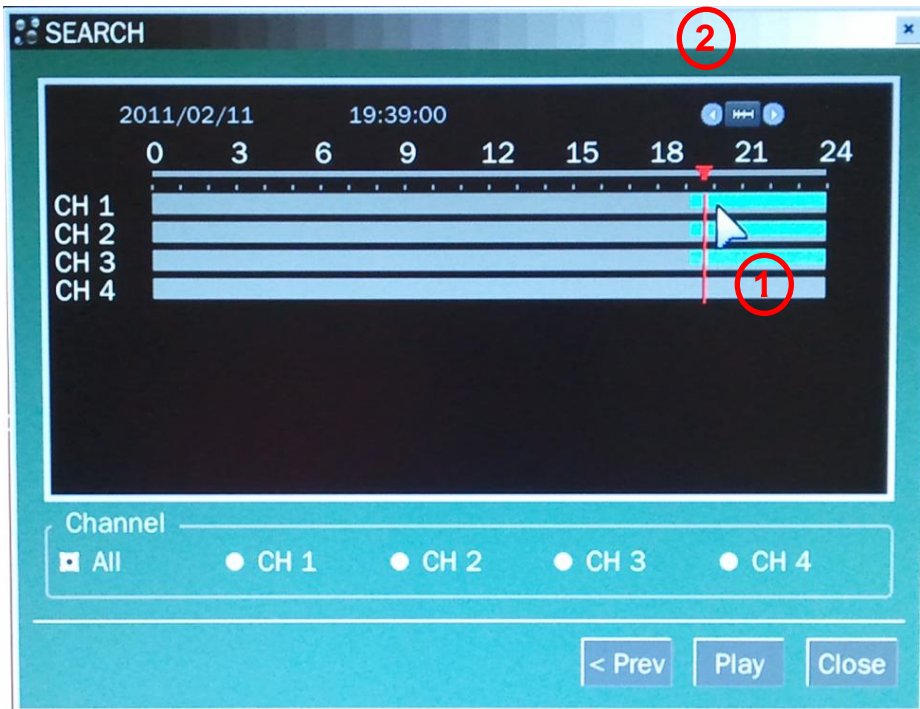 SEARCH
2
2011/02/11 19:39:00
0 3 6 9 12 15 18 21 24
CH 1
CH 2
CH 3
1
CH 4
Channel
All CH 1 CH 2 CH 3 CH 4
< Prev Play Close